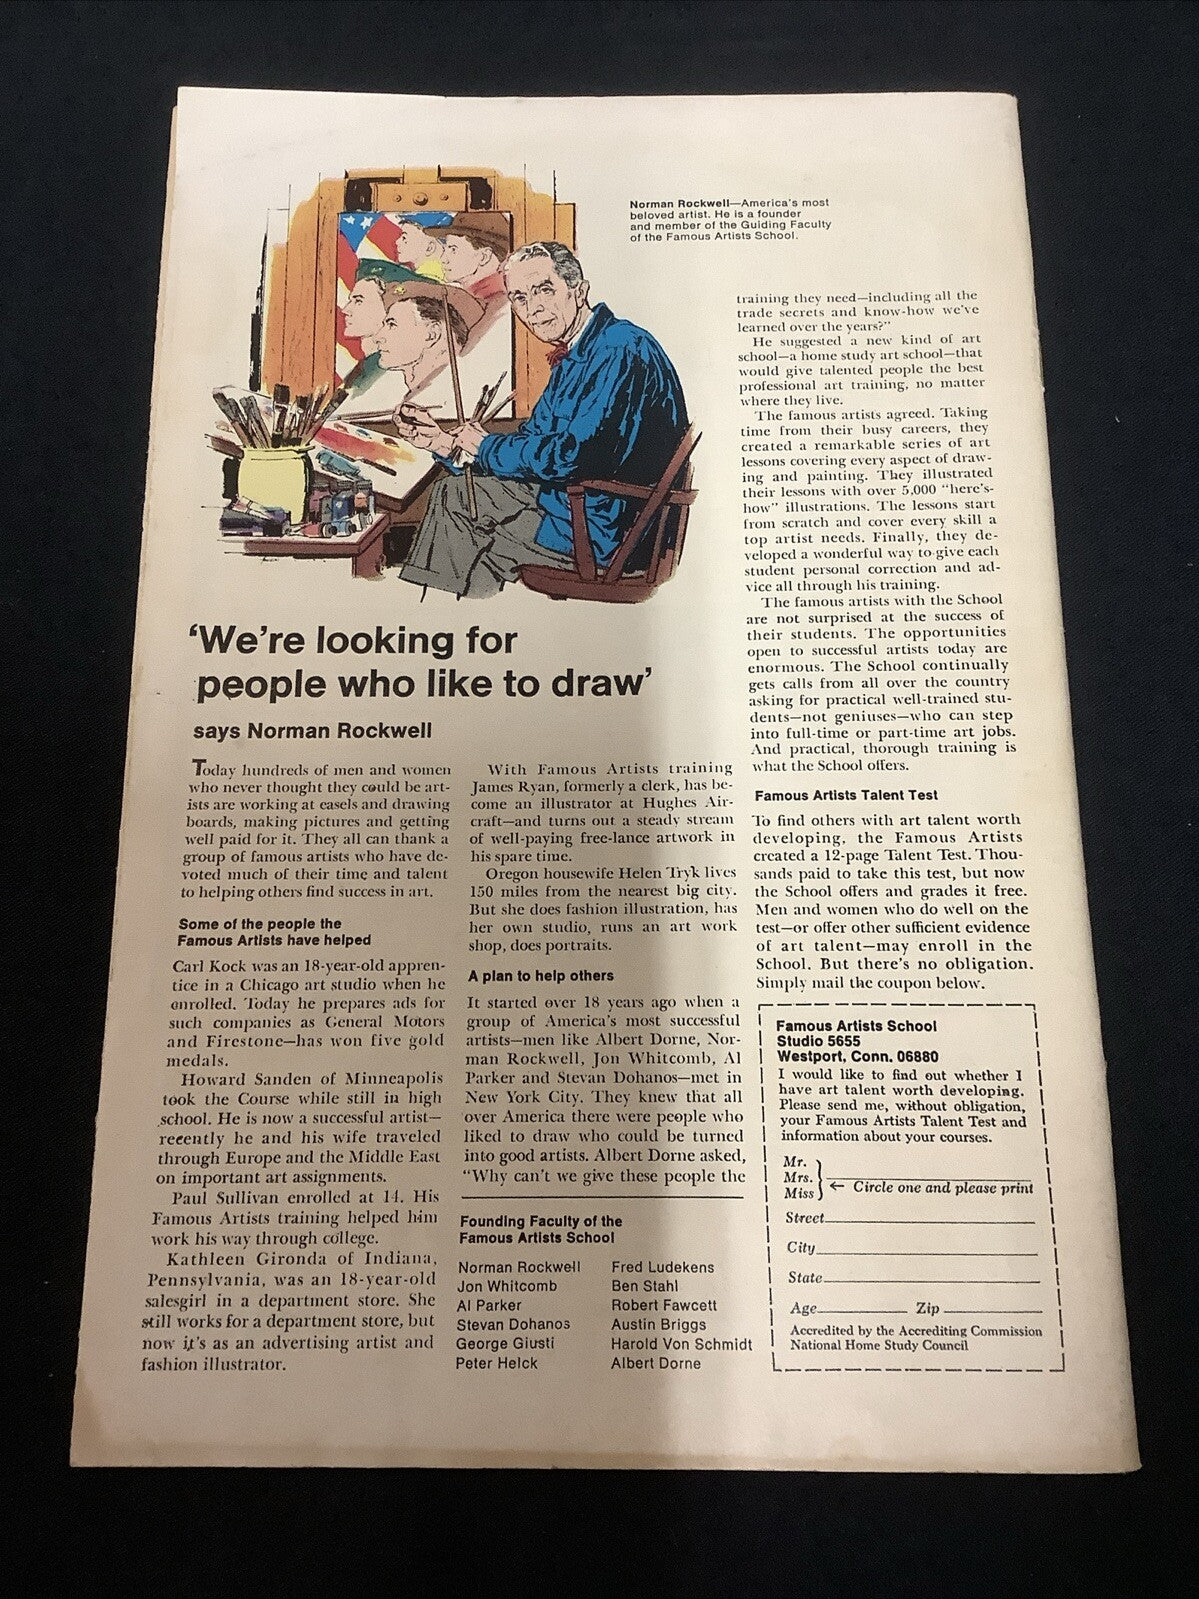 Norman Rockwell—America's most
beloved artist. He is a founder
and member of the Guiding Faculty
of the Famous Artists School.
'We're looking for
people who like to draw'
says Norman Rockwell
Today hundreds of men and women
who never thought they could be art-
ists are working at easels and drawing
boards, making pictures and getting
well paid for it. They all can thank a
group of famous artists who have de-
voted much of their time and talent
to helping others find success in art.
Some of the people the
Famous Artists have helped
Carl Kock was an 18-year-old appren-
tice in a Chicago art studio when he
enrolled. Today he prepares ads for
such companies as General Motors
and Firestone—has won five gold
medals.
Howard Sanden of Minneapolis
took the Course while still in high
school. He is now a successful artist—
recently he and his wife traveled
through Europe and the Middle East
on important art assignments.
Paul Sullivan enrolled at 14. His
Famous Artists training helped him
work his way through college.
Kathleen Gironda of Indiana,
Pennsylvania, was an 18-year-old
salesgirl in a department store. She
still works for a department store, but
now it's as an advertising artist and
fashion illustrator.
With Famous Artists training
James Ryan, formerly a clerk, has be-
come an illustrator at Hughes Air-
craft—and turns out a steady stream
of well-paying free-lance artwork in
his spare time.
Oregon housewife Helen Tryk lives
150 miles from the nearest big city.
But she does fashion illustration, has
her own studio, runs an art work
shop, does portraits.
A plan to help others
It started over 18 years ago when a
group of America's most successful
artists—men like Albert Dorne, Nor-
man Rockwell, Jon Whitcomb, Al
Parker and Stevan Dohanos—met in
New York City. They knew that all
over America there were people who
liked to draw who could be turned
into good artists. Albert Dorne asked,
"Why can't we give these people the
training they need—including all the
trade secrets and know-how we've
learned over the years?"
He suggested a new kind of art
school—a home study art school—that
would give talented people the best
professional art training, no matter
where they live.
The famous artists agreed. Taking
time from their busy careers, they
created a remarkable series of art
lessons covering every aspect of draw-
ing and painting. They illustrated
their lessons with over 5,000 "here's-
how" illustrations. The lessons start
from scratch and cover every skill a
top artist needs. Finally, they de-
veloped a wonderful way to give each
student personal correction and ad-
vice all through his training.
The famous artists with the School
are not surprised at the success of
their students. The opportunities
open to successful artists today are
enormous. The School continually
gets calls from all over the country
asking for practical well-trained stu-
dents—not geniuses—who can step
into full-time or part-time art jobs.
And practical, thorough training is
what the School offers.
Famous Artists Talent Test
To find others with art talent worth
developing, the Famous Artists
created a 12-page Talent Test. Thou-
sands paid to take this test, but now
the School offers and grades it free.
Men and women who do well on the
test—or offer other sufficient evidence
of art talent—may enroll in the
School. But there's no obligation.
Simply mail the coupon below.
Founding Faculty of the
Famous Artists School
Norman Rockwell
Jon Whitcomb
Al Parker
Stevan Dohanos
George Giusti
Peter Helck
Fred Ludekens
Ben Stahl
Robert Fawcett
Austin Briggs
Harold Von Schmidt
Albert Dorne
Famous Artists School
Studio 5655
Westport, Conn. 06880
I would like to find out whether I
have art talent worth developing.
Please send me, without obligation,
your Famous Artists Talent Test and
information about your courses.
Mr.
Mrs.
Miss ← Circle one and please print
Street
City
State
Age Zip
Accredited by the Accrediting Commission
National Home Study Council